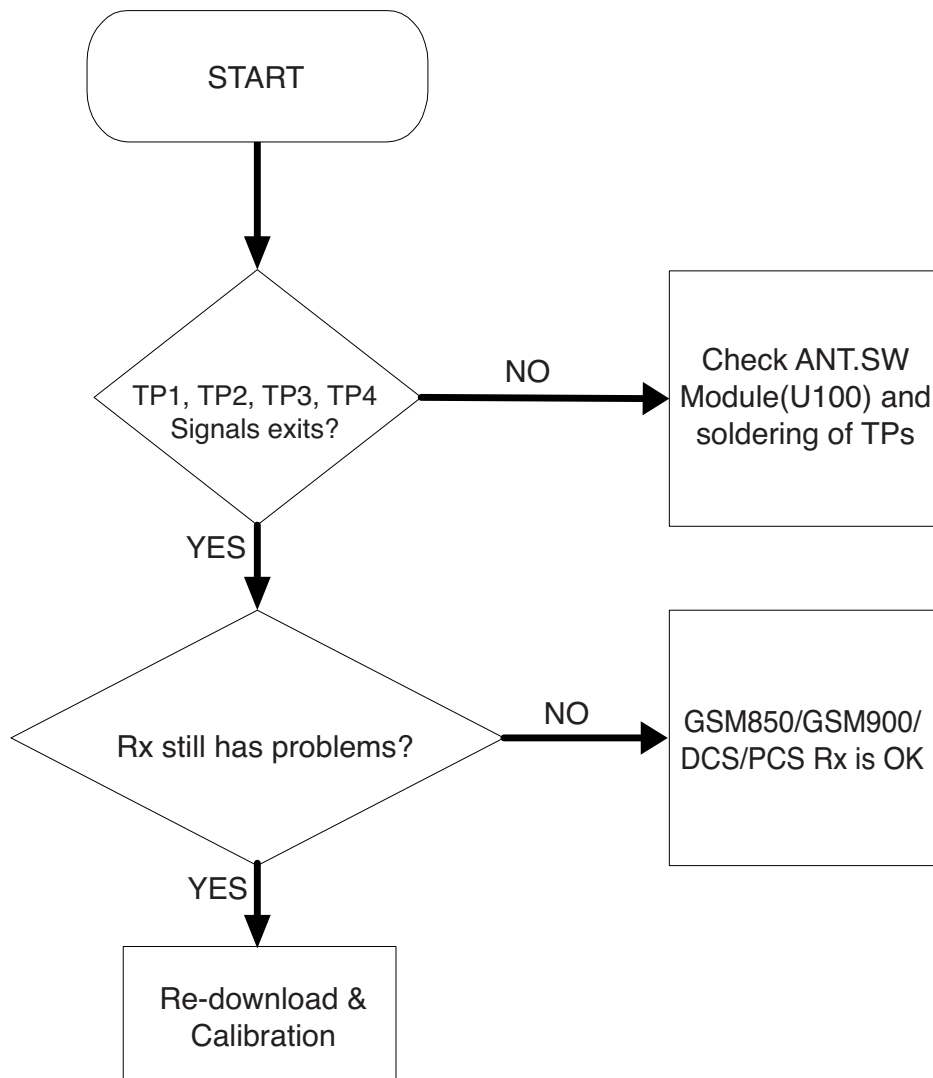 START
TP1, TP2, TP3, TP4
Signals exits?
NO
Check ANT.SW
Module(U100) and
soldering of TPs
YES
Rx still has problems?
NO
GSM850/GSM900/
DCS/PCS Rx is OK
YES
Re-download &
Calibration